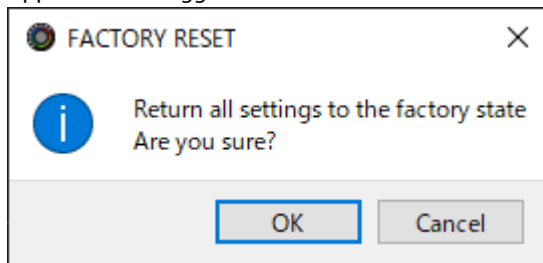 FACTORY RESET
Return all settings to the factory state
Are you sure?
OK
Cancel